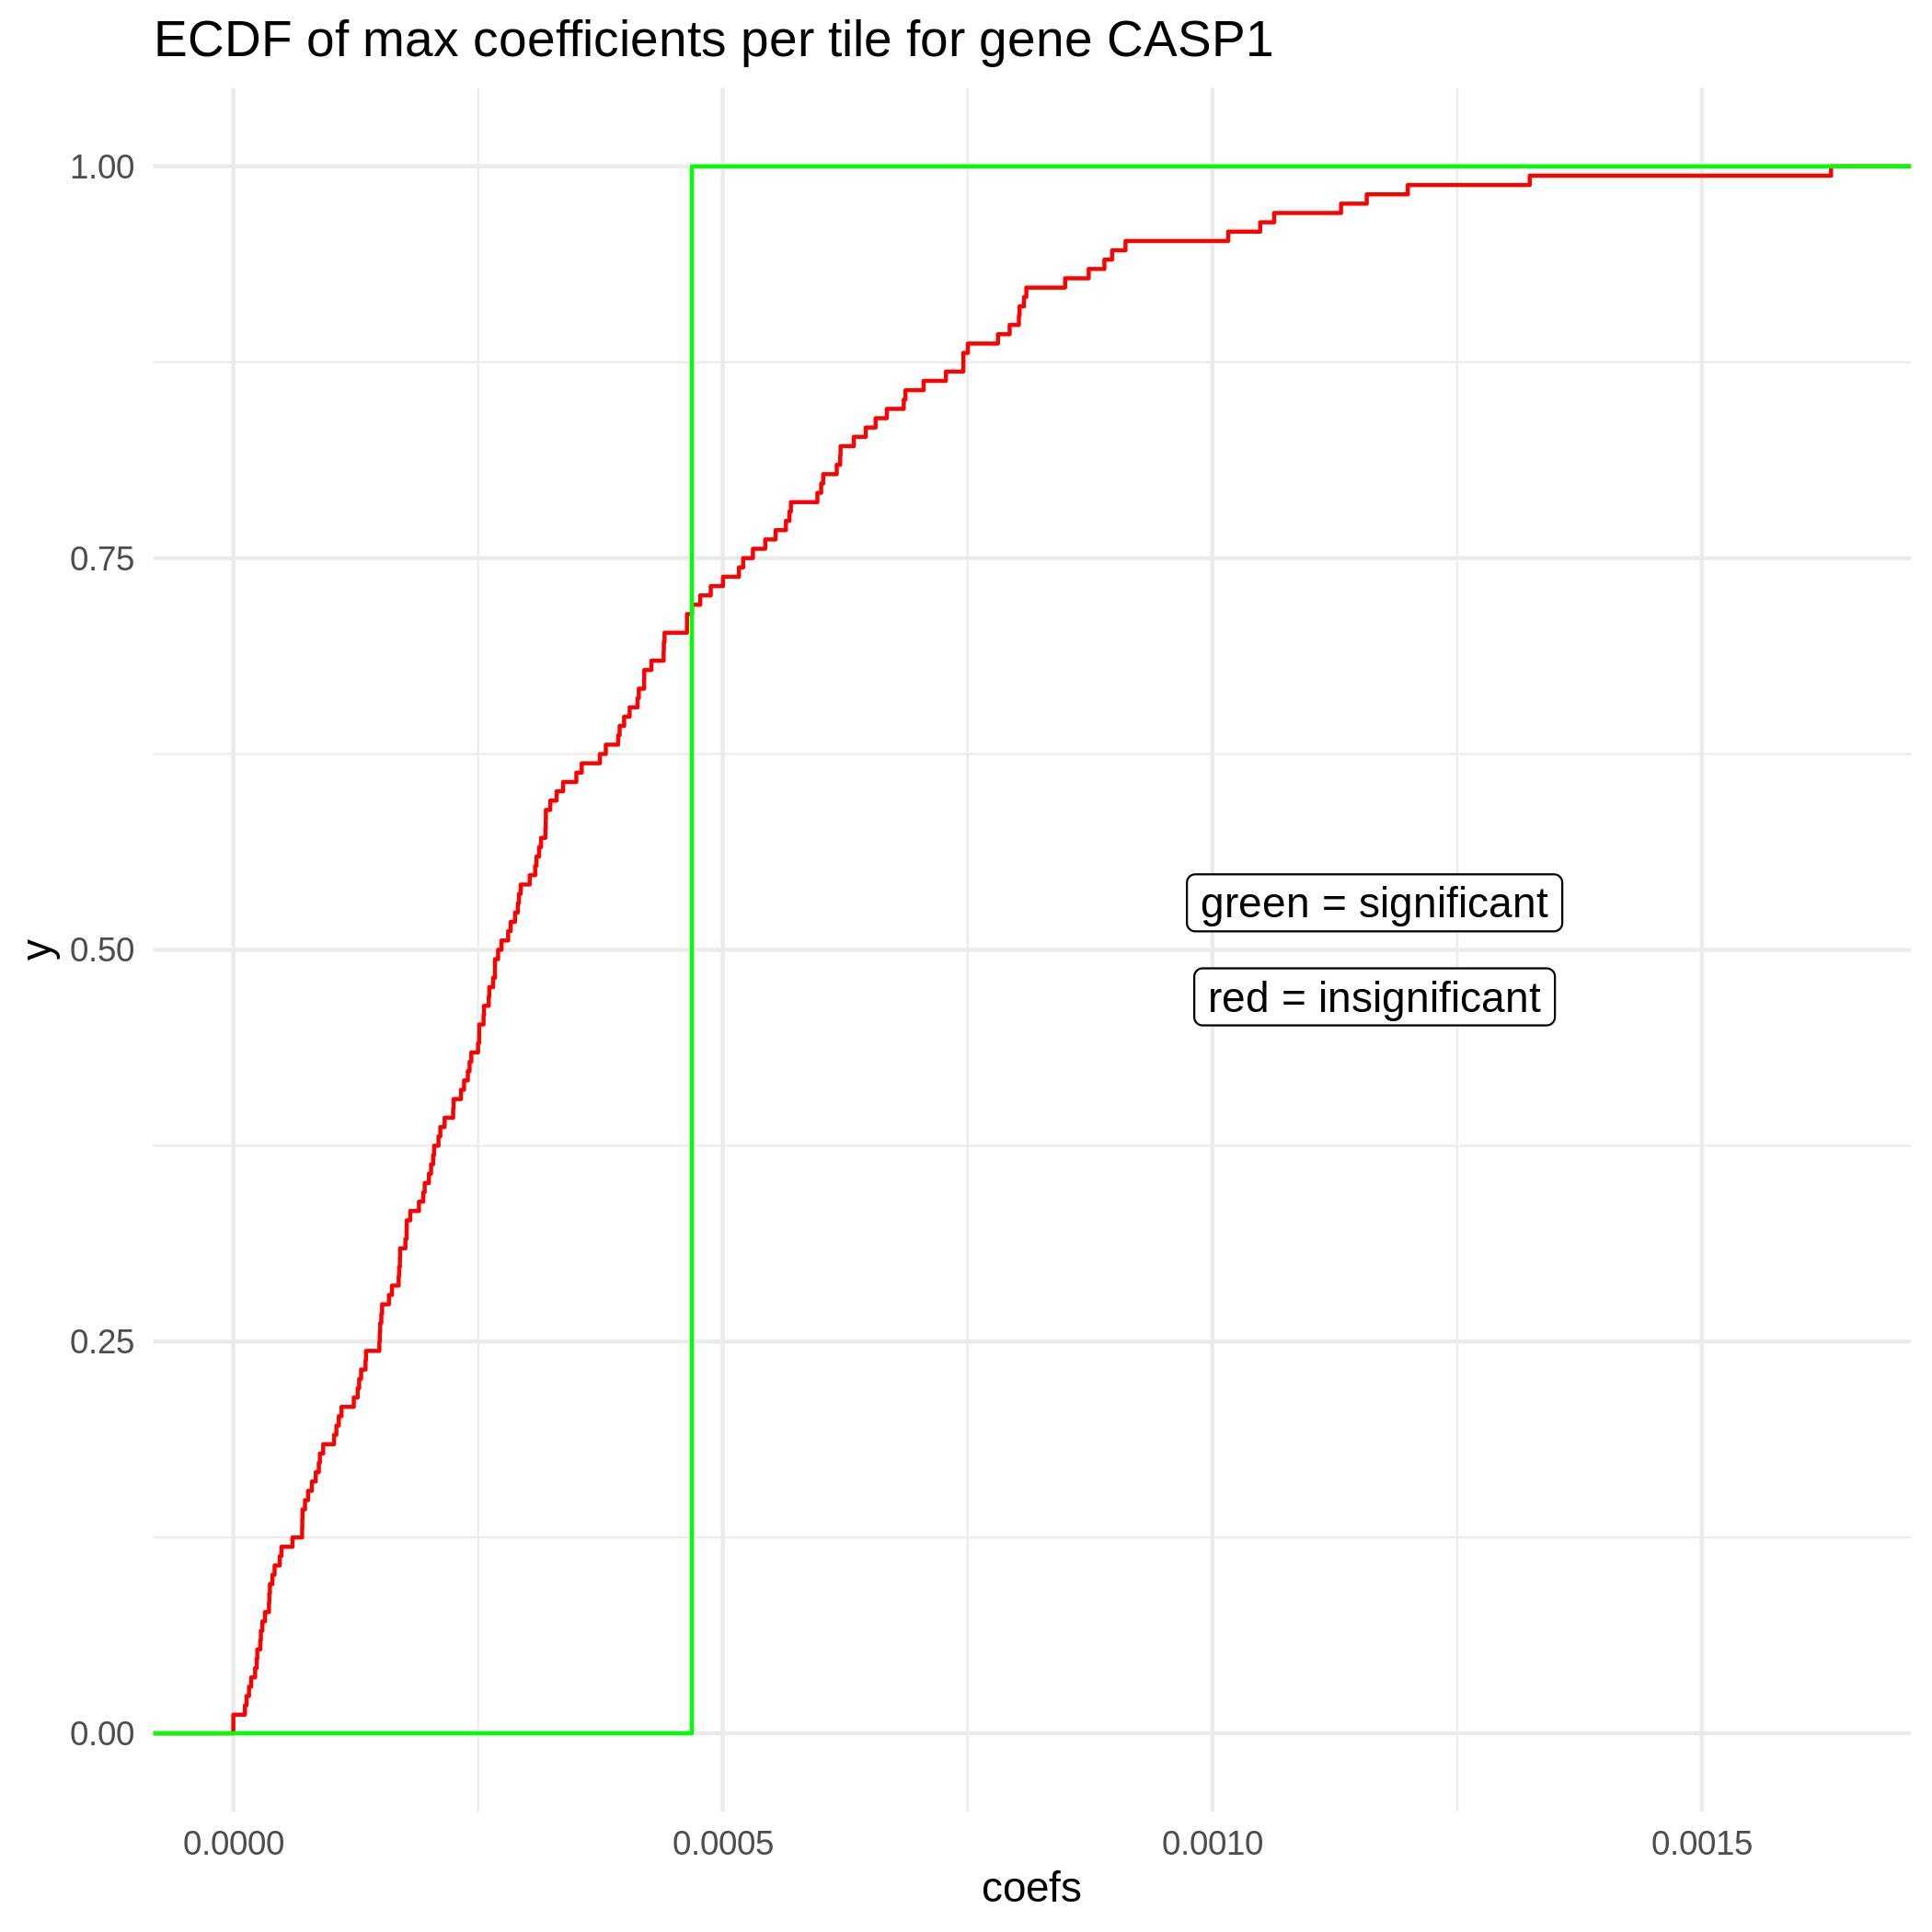 ECDF of max coefficients per tile for gene CASP1
1.00
0.75
0.50
0.25
0.00
y
green = significant
red = insignificant
0.0000 0.0005 0.0010 0.0015
coefs